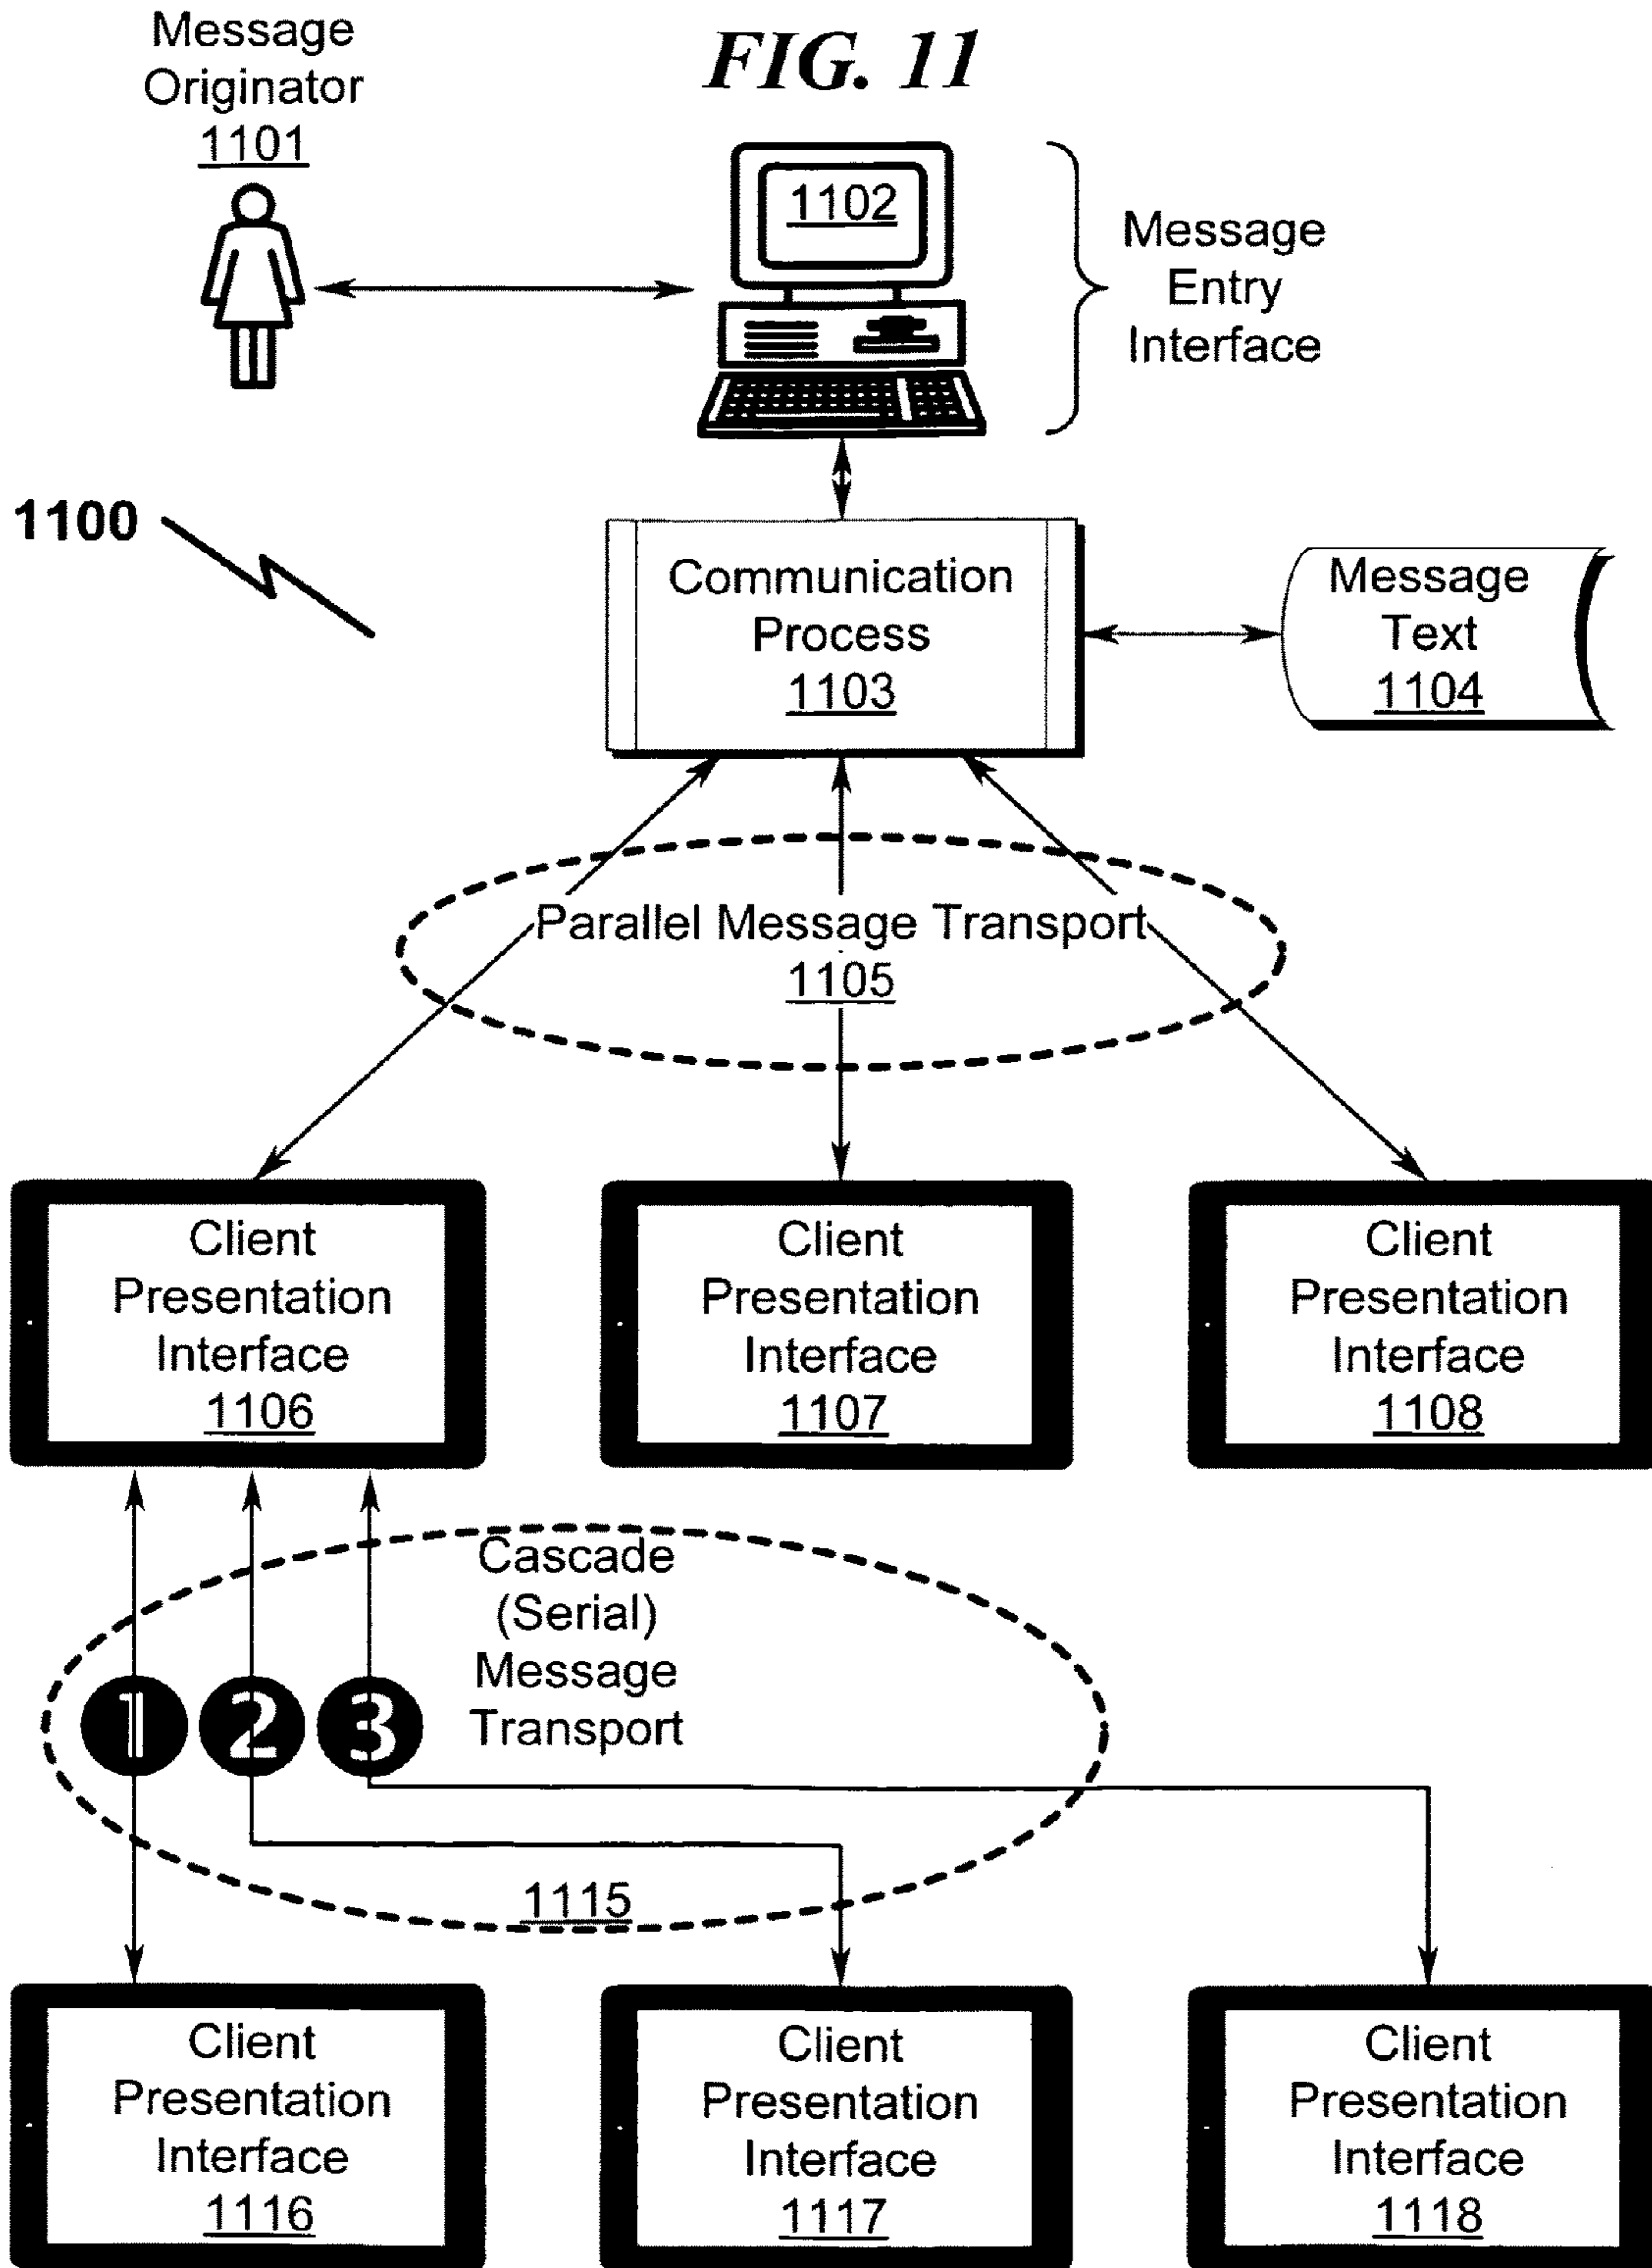 Message
Originator
1101
FIG. 11
1102
Message
Entry
Interface
1100
Communication
Process
1103
Message
Text
1104
Parallel Message Transport
1105
Client
Presentation
Interface
1106
Client
Presentation
Interface
1107
Client
Presentation
Interface
1108
Cascade
(Serial)
Message
Transport
1 2 3
1115
Client
Presentation
Interface
1116
Client
Presentation
Interface
1117
Client
Presentation
Interface
1118